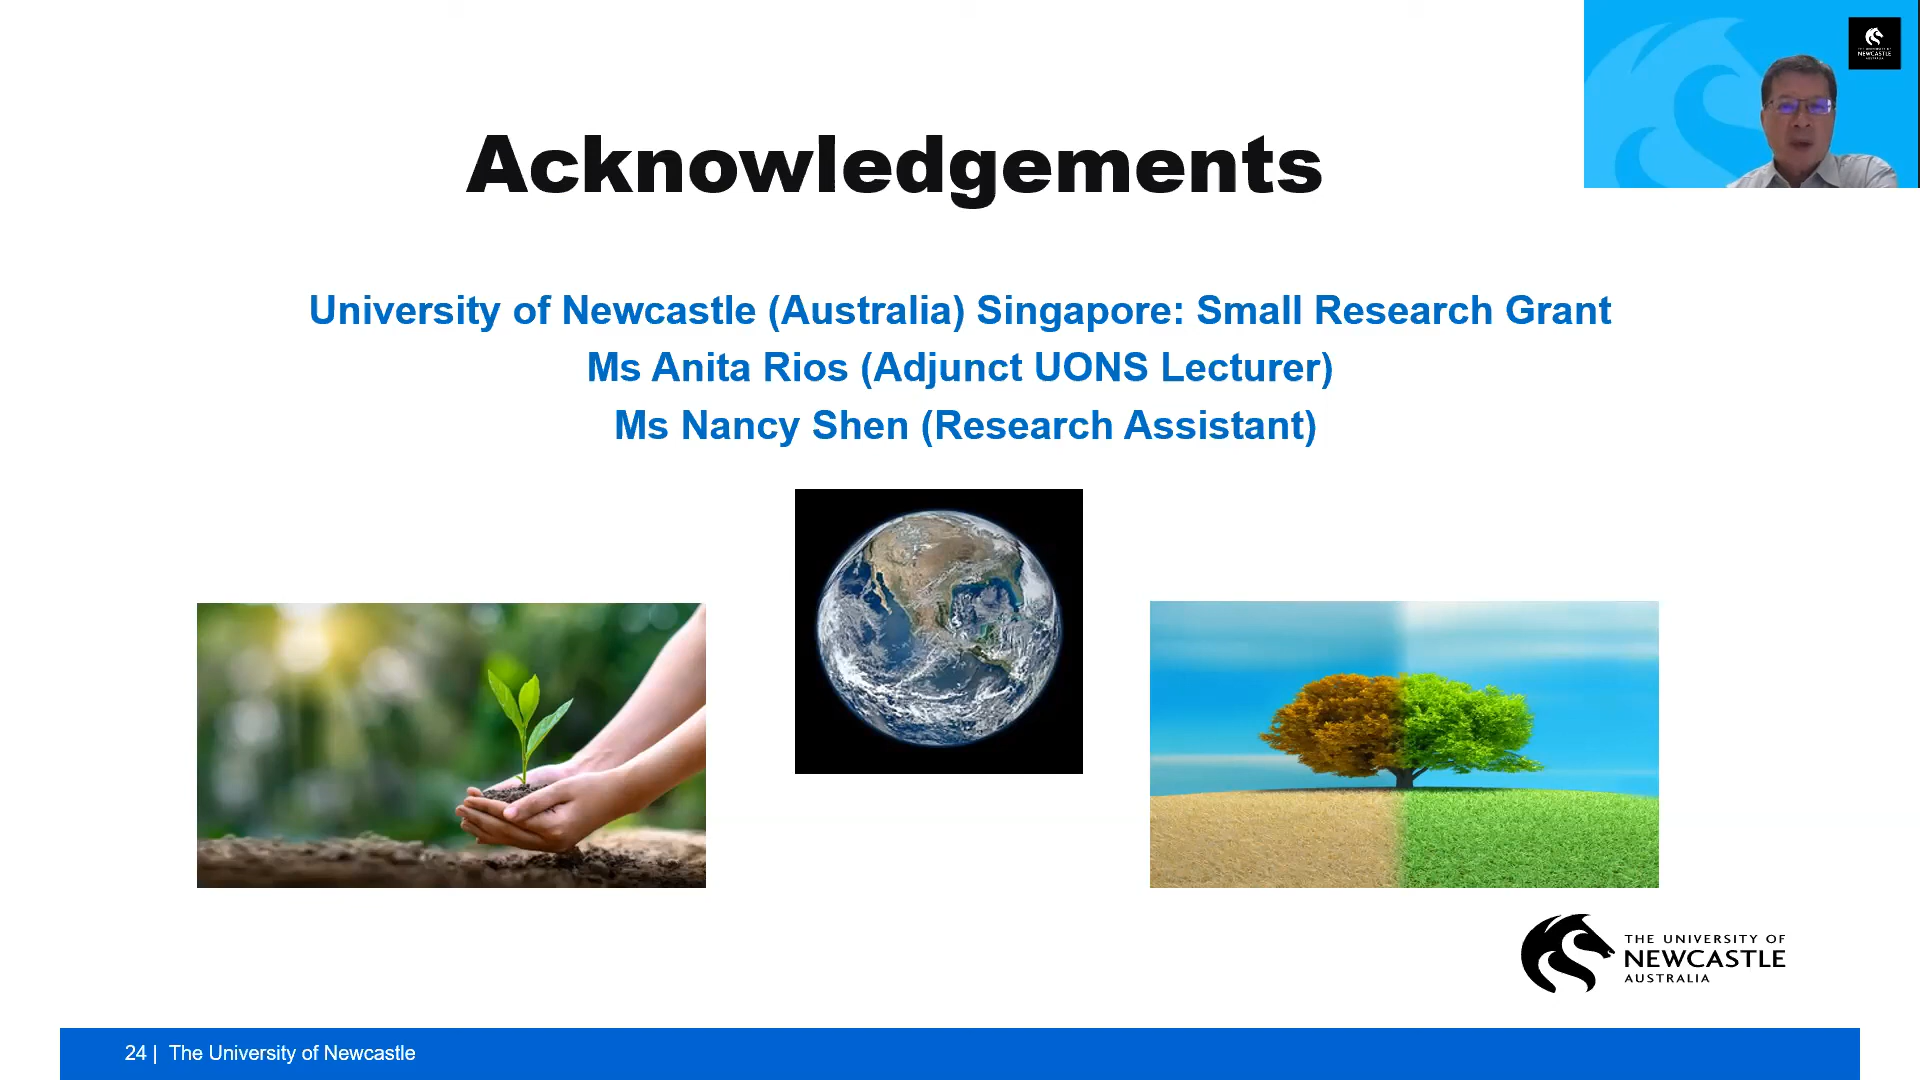 Acknowledgements
University of Newcastle (Australia) Singapore: Small Research Grant
Ms Anita Rios (Adjunct UONS Lecturer)
Ms Nancy Shen (Research Assistant)
THE UNIVERSITY OF
NEWCASTLE
AUSTRALIA
24 | The University of Newcastle
NEWCASTLE